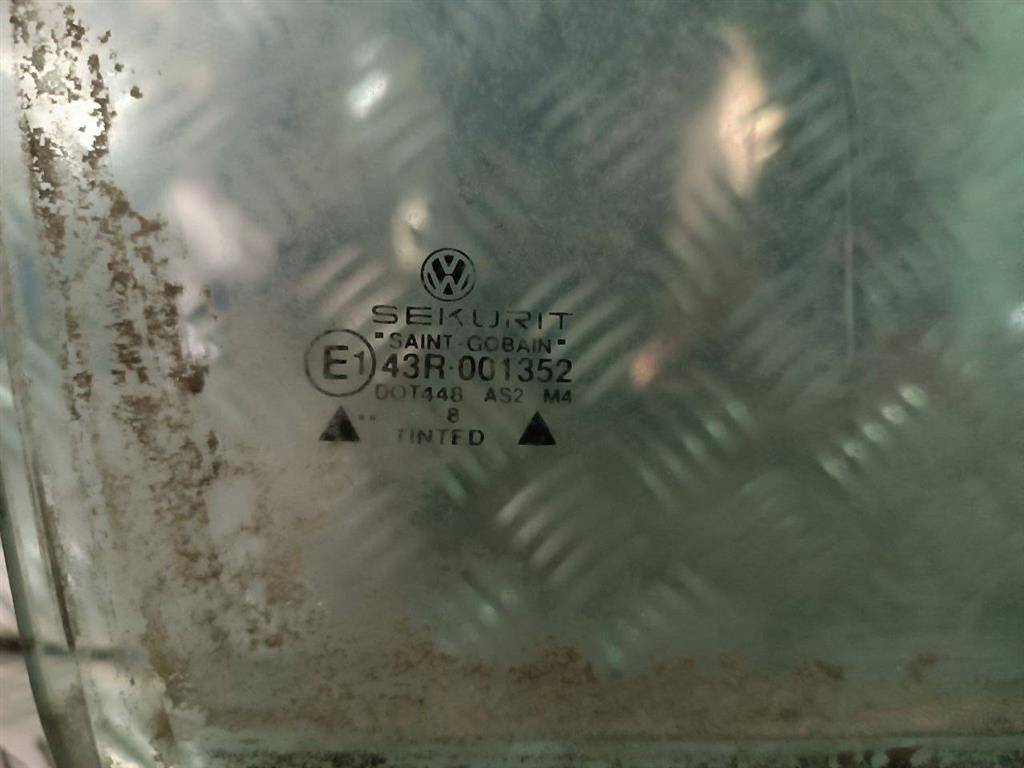 SEKURIT
"SAINT-GOBAIN"
E1 43R-001352
DOT448 AS2 M4
.. 8
TINTED